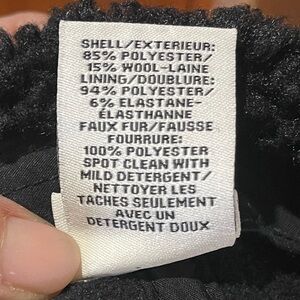 SHELL/EXTERIEUR:
85% POLYESTER/
15% WOOL-LAINE
LINING/DOUBLURE:
94% POLYESTER/
6% ELASTANE-
ÉLASTHANNE
FAUX FUR/FAUSSE
FOURRURE:
100% POLYESTER
SPOT CLEAN WITH
MILD DETERGENT/
NETTOYER LES
TACHES SEULEMENT
AVEC UN
DETERGENT DOUX